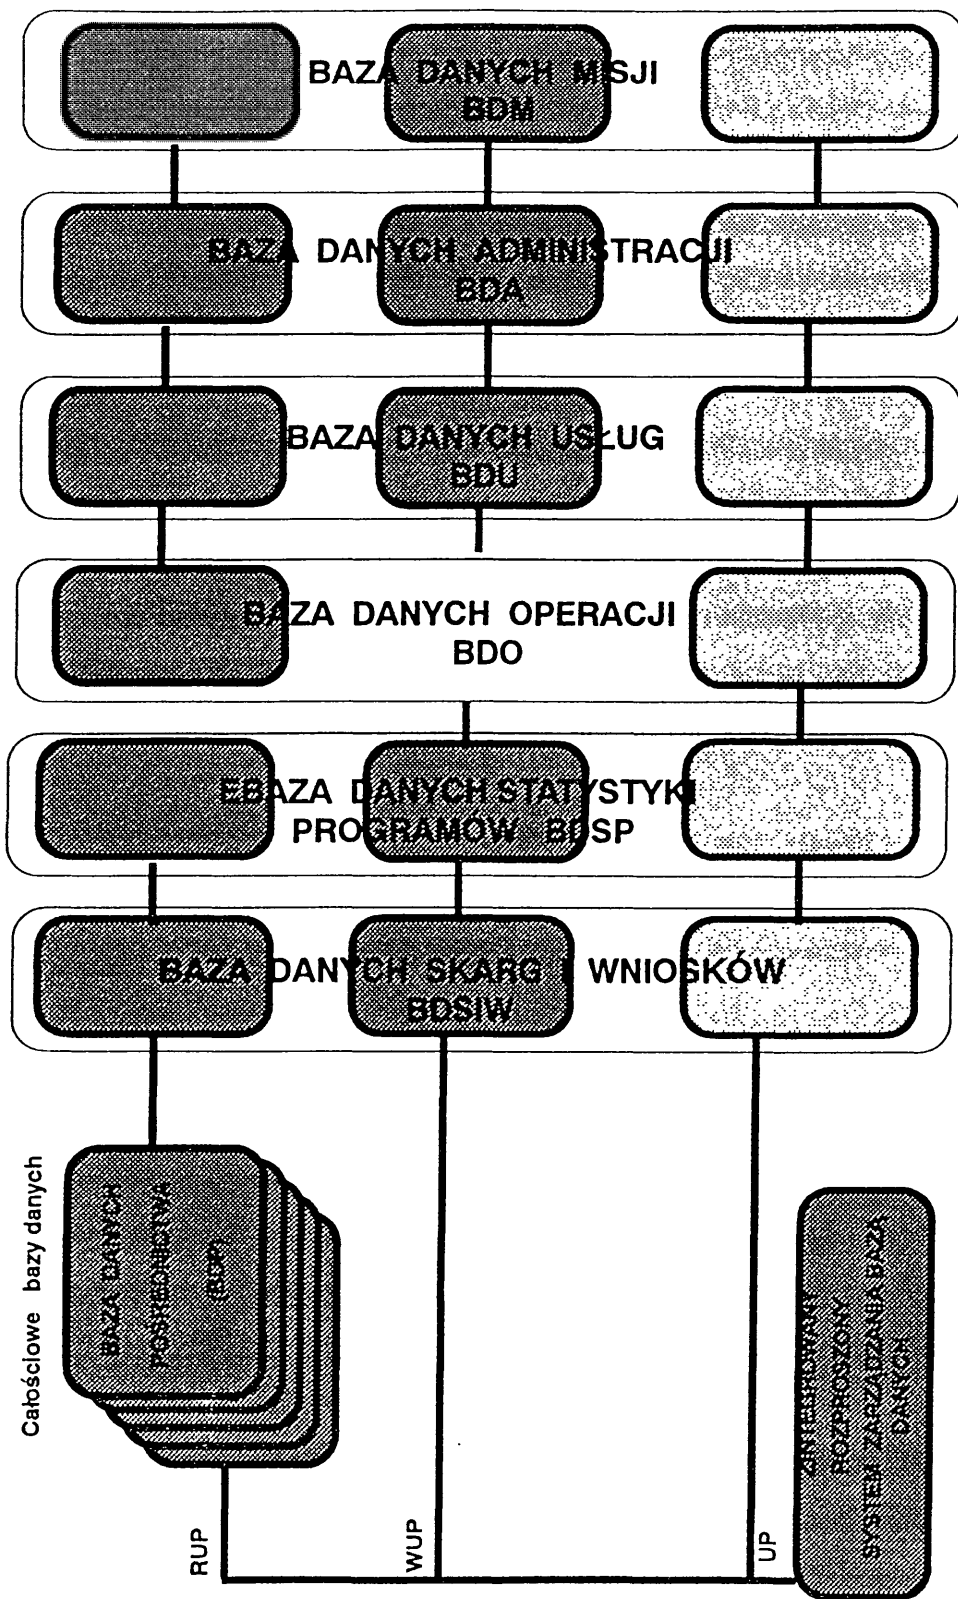 BAZA DANYCH MISJI
BDM
BAZA DANYCH ADMINISTRACJI
BDA
BAZA DANYCH USŁUG
BDU
BAZA DANYCH OPERACJI
BDO
EBAZA DANYCH STATYSTYKI
PROGRAMÓW BDSP
BAZA DANYCH SKARG I WNIOSKÓW
BDSIW
Całościowe bazy danych
BAZA DANYCH
POŚREDNICTWA
(BDP)
RUP
WUP
UP
ZINTEGROWANY
ROZPROSZONY
SYSTEM ZARZĄDZANIA BAZĄ
DANYCH